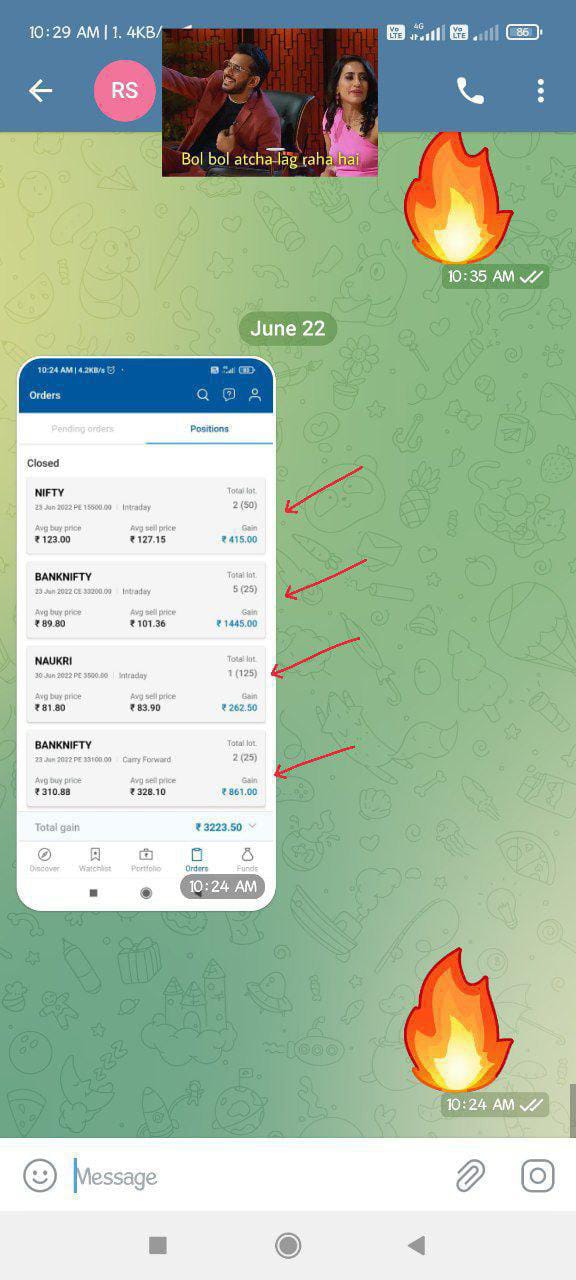 10:29 AM | 1. 4KB/
Vo LTE 4G Vo LTE 86
RS
Bol bol atcha lag raha hai
10:35 AM
June 22
10:24 AM | 4.2KB/s
Orders
Pending orders Positions
Closed
NIFTY Total lot.
23 Jun 2022 PE 15500.00 | Intraday 2 (50)
Avg buy price Avg sell price Gain
₹ 123.00 ₹ 127.15 ₹ 415.00
BANKNIFTY Total lot.
23 Jun 2022 CE 33200.00 | Intraday 5 (25)
Avg buy price Avg sell price Gain
₹ 89.80 ₹ 101.36 ₹ 1445.00
NAUKRI Total lot.
30 Jun 2022 PE 3500.00 | Intraday 1 (125)
Avg buy price Avg sell price Gain
₹ 81.80 ₹ 83.90 ₹ 262.50
BANKNIFTY Total lot.
23 Jun 2022 PE 33100.00 | Carry Forward 2 (25)
Avg buy price Avg sell price Gain
₹ 310.88 ₹ 328.10 ₹ 861.00
Total gain ₹ 3223.50
Discover Watchlist Portfolio Orders Funds
10:24 AM
10:24 AM
Message